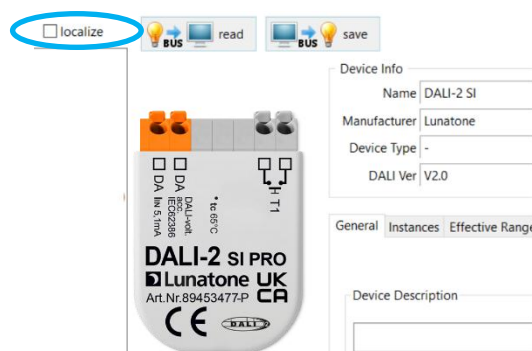 localize
BUS
read
BUS
save
Device Info
Name DALI-2 SI
Manufacturer Lunatone
Device Type -
DALI Ver V2.0
General Instances Effective Range
Device Description
DA
IIN 5,1mA
DA
DALI-volt.
acc.
IEC62386
* tc 65°C
T1
DALI-2 SI PRO
Lunatone UK
Art.Nr.89453477-P CA
CE DALI 2